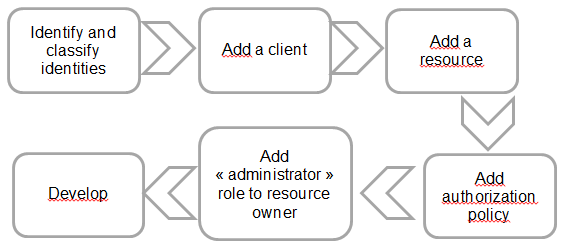 Identify and
classify
identities
Add a client
Add a
resource
Add
authorization
policy
Add
« administrator »
role to resource
owner
Develop